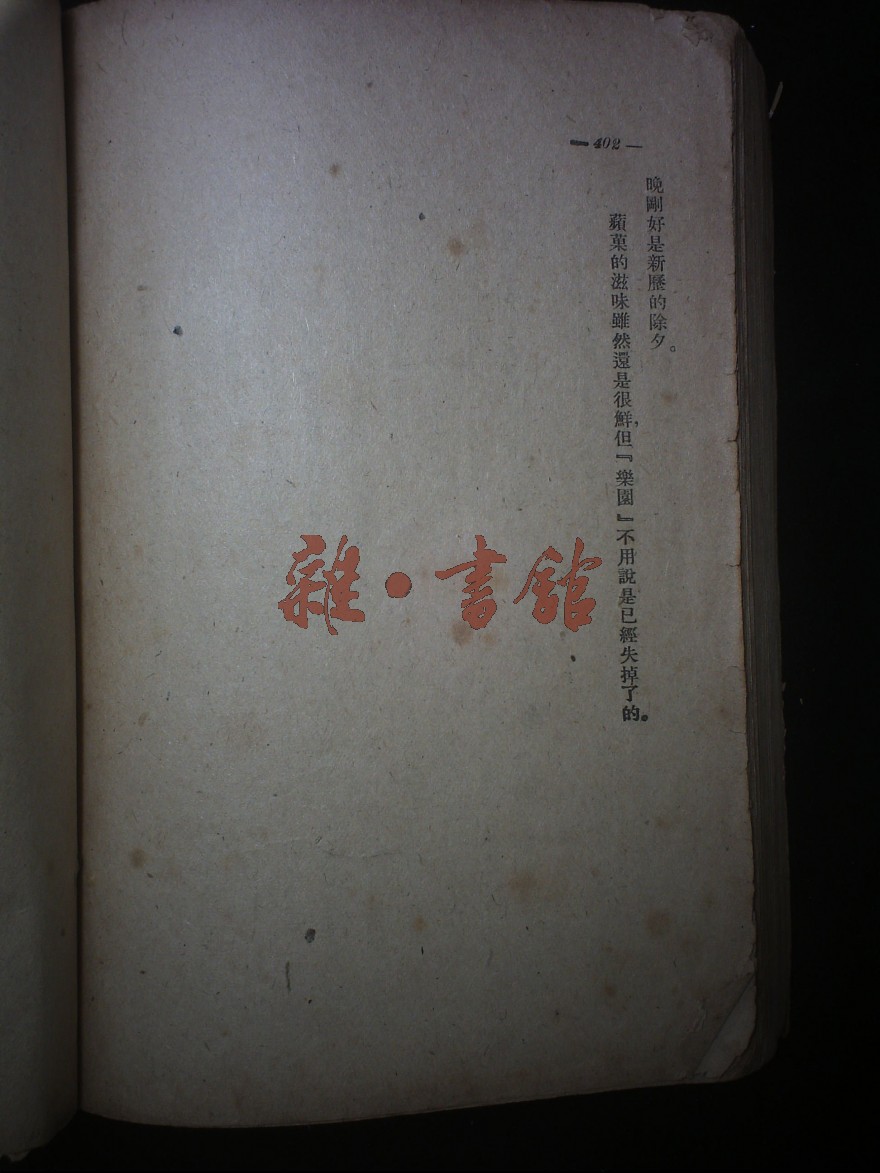 — 402 —
晚剛好是新歷的除夕。
蘋菓的滋味雖然還是很鮮，但『樂園』不用說是已經失掉了的。
雜·書館